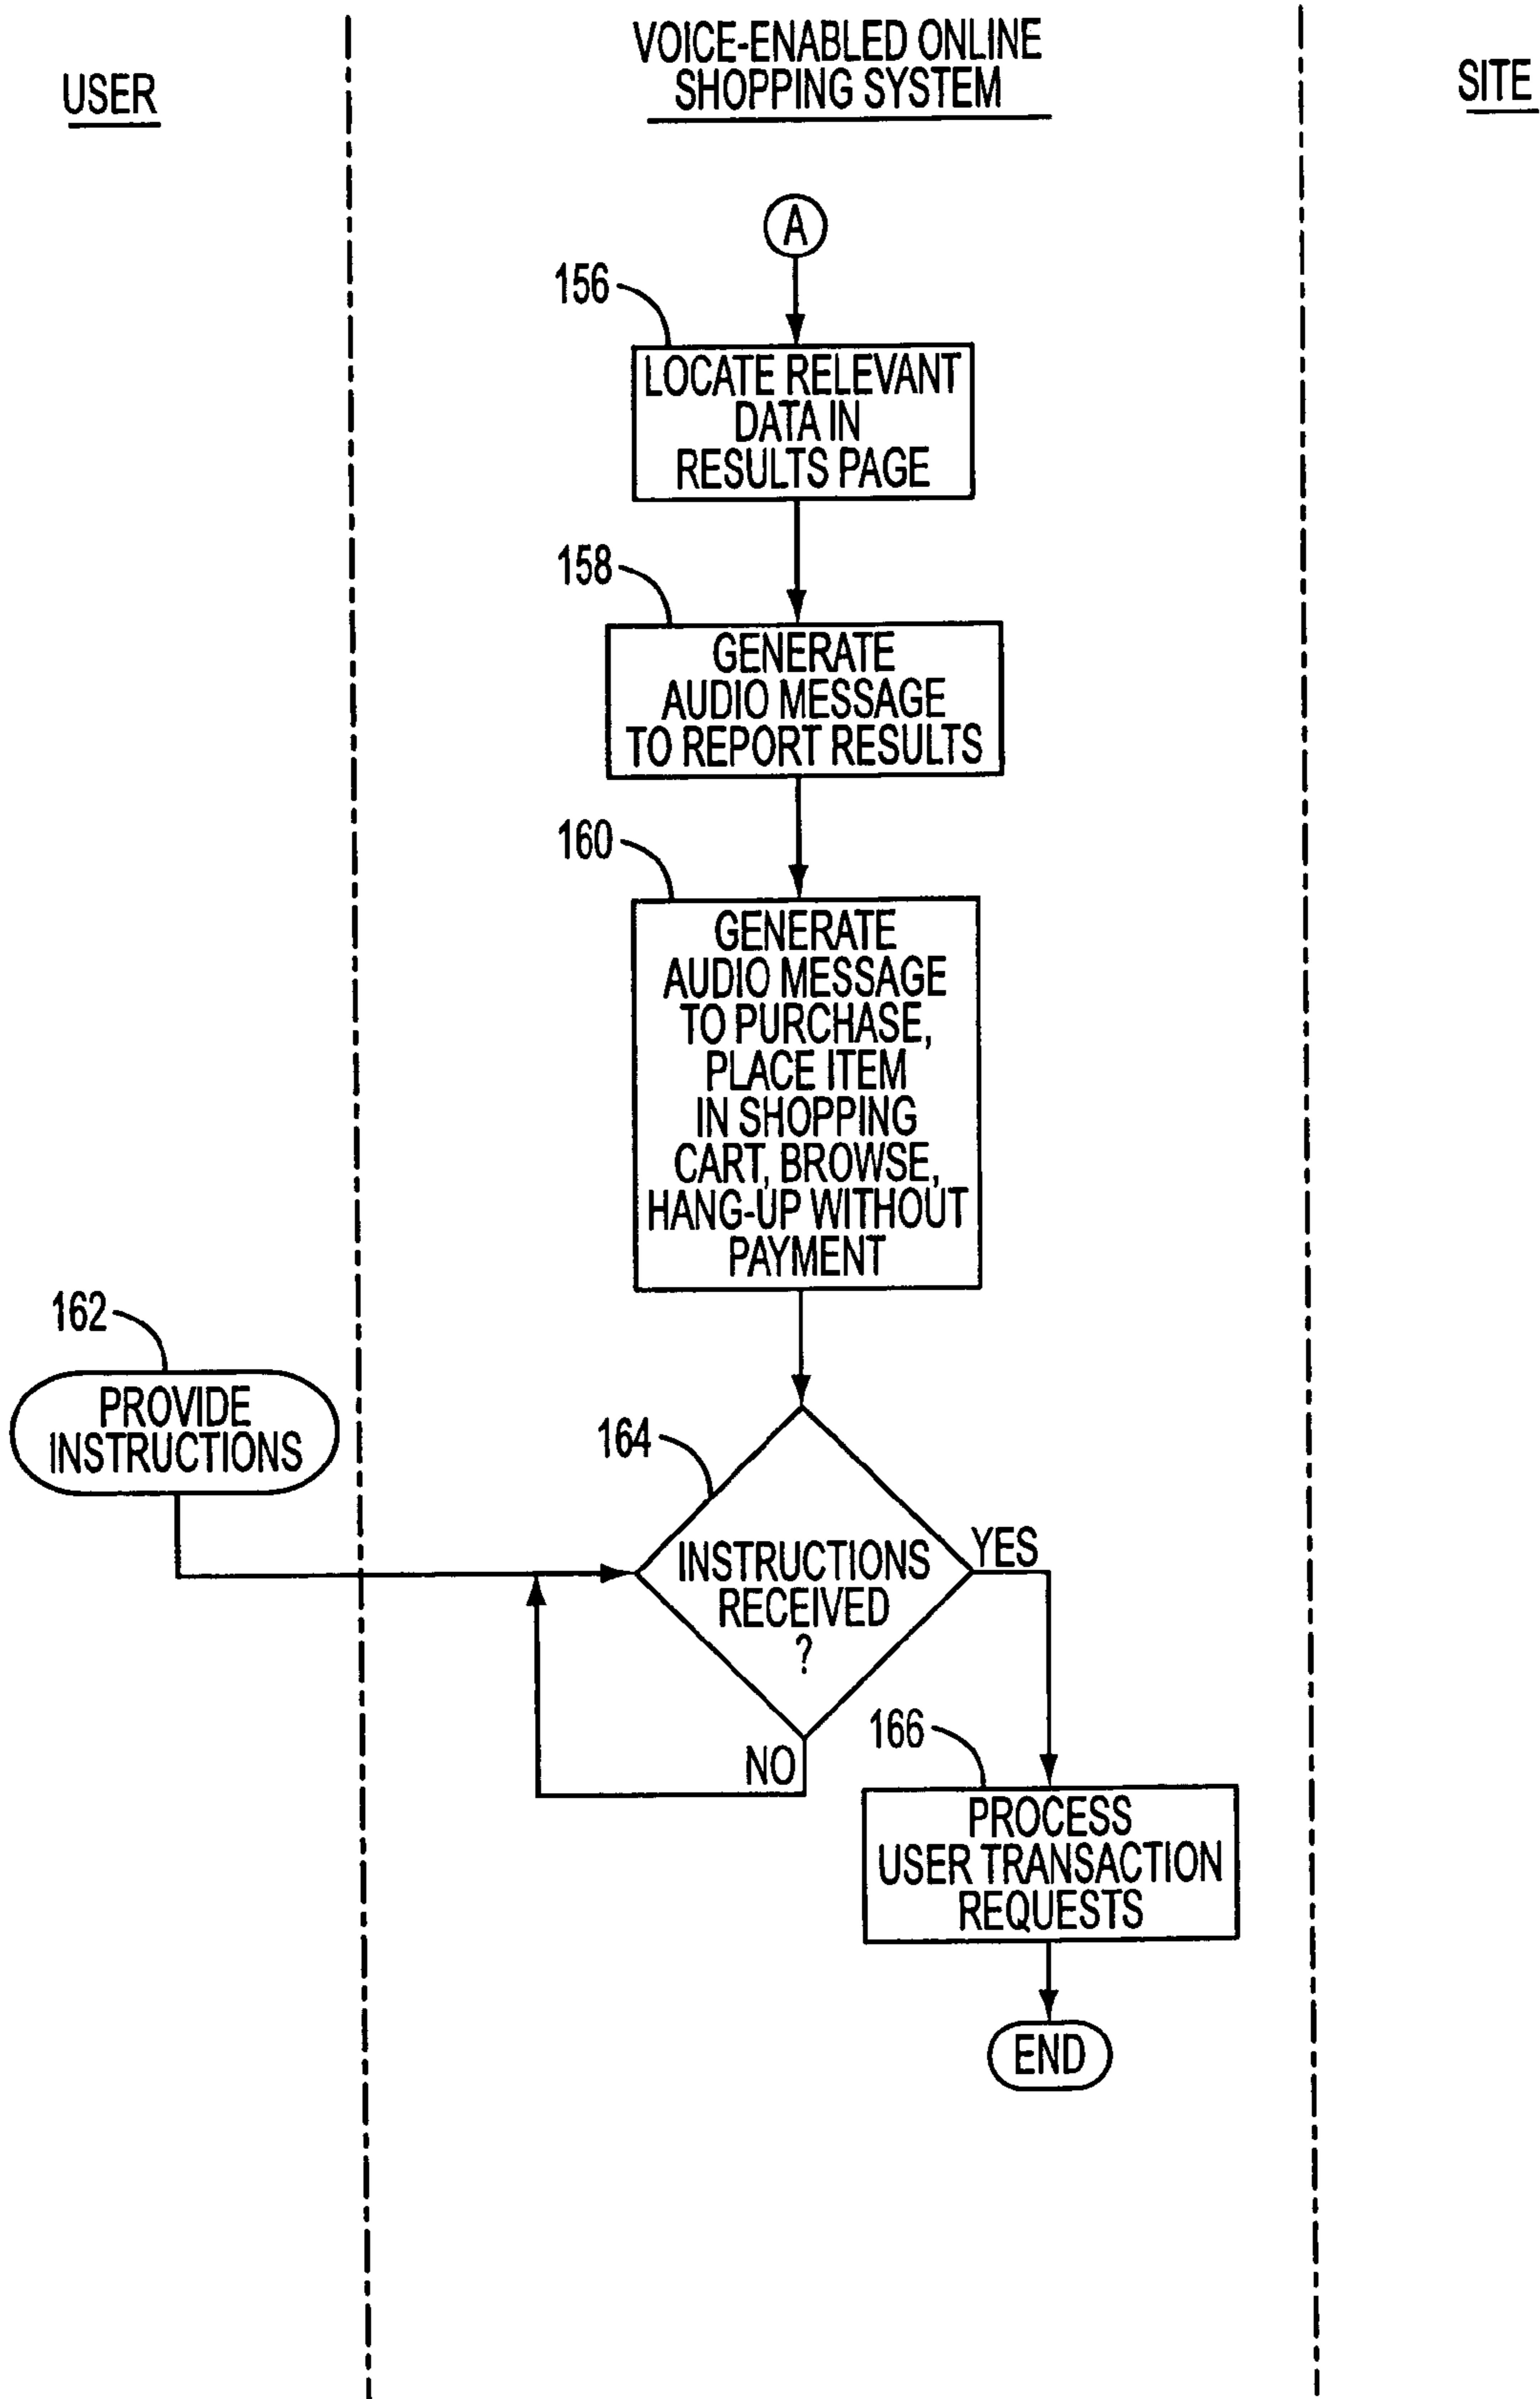 USER
VOICE-ENABLED ONLINE
SHOPPING SYSTEM
SITE
A
156
LOCATE RELEVANT
DATA IN
RESULTS PAGE
158
GENERATE
AUDIO MESSAGE
TO REPORT RESULTS
160
GENERATE
AUDIO MESSAGE
TO PURCHASE,
PLACE ITEM
IN SHOPPING
CART, BROWSE,
HANG-UP WITHOUT
PAYMENT
162
PROVIDE
INSTRUCTIONS
164
INSTRUCTIONS
RECEIVED
?
YES
NO
166
PROCESS
USER TRANSACTION
REQUESTS
END